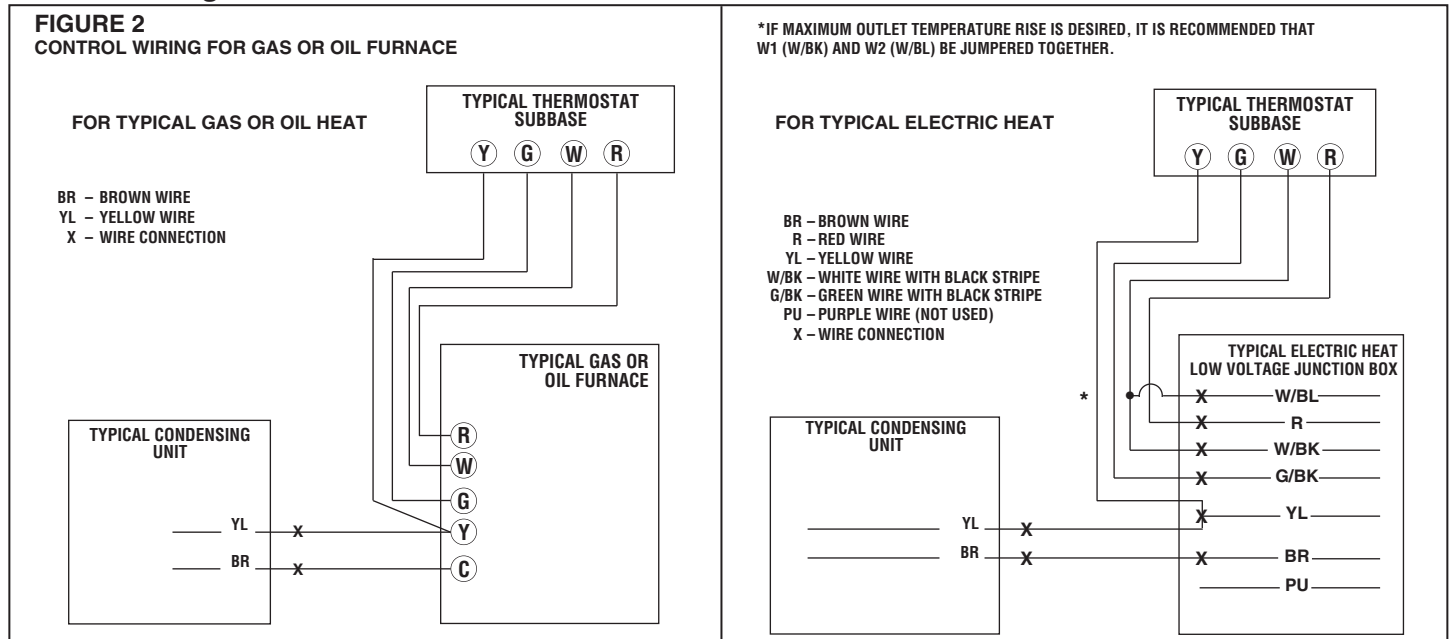 FIGURE 2
CONTROL WIRING FOR GAS OR OIL FURNACE
FOR TYPICAL GAS OR OIL HEAT
TYPICAL THERMOSTAT
SUBBASE
Y G W R
BR – BROWN WIRE
YL – YELLOW WIRE
X – WIRE CONNECTION
TYPICAL GAS OR
OIL FURNACE
R
W
G
Y
C
TYPICAL CONDENSING
UNIT
YL X
BR X
*IF MAXIMUM OUTLET TEMPERATURE RISE IS DESIRED, IT IS RECOMMENDED THAT
W1 (W/BK) AND W2 (W/BL) BE JUMPERED TOGETHER.
FOR TYPICAL ELECTRIC HEAT
TYPICAL THERMOSTAT
SUBBASE
Y G W R
BR – BROWN WIRE
R – RED WIRE
YL – YELLOW WIRE
W/BK – WHITE WIRE WITH BLACK STRIPE
G/BK – GREEN WIRE WITH BLACK STRIPE
PU – PURPLE WIRE (NOT USED)
X – WIRE CONNECTION
TYPICAL ELECTRIC HEAT
LOW VOLTAGE JUNCTION BOX
* X W/BL
X R
X W/BK
X G/BK
X YL
X BR
PU
TYPICAL CONDENSING
UNIT
YL X
BR X